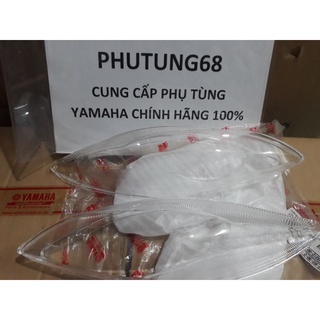 PHUTUNG68
CUNG CẤP PHỤ TÙNG
YAMAHA CHÍNH HÃNG 100%
YAMAHA